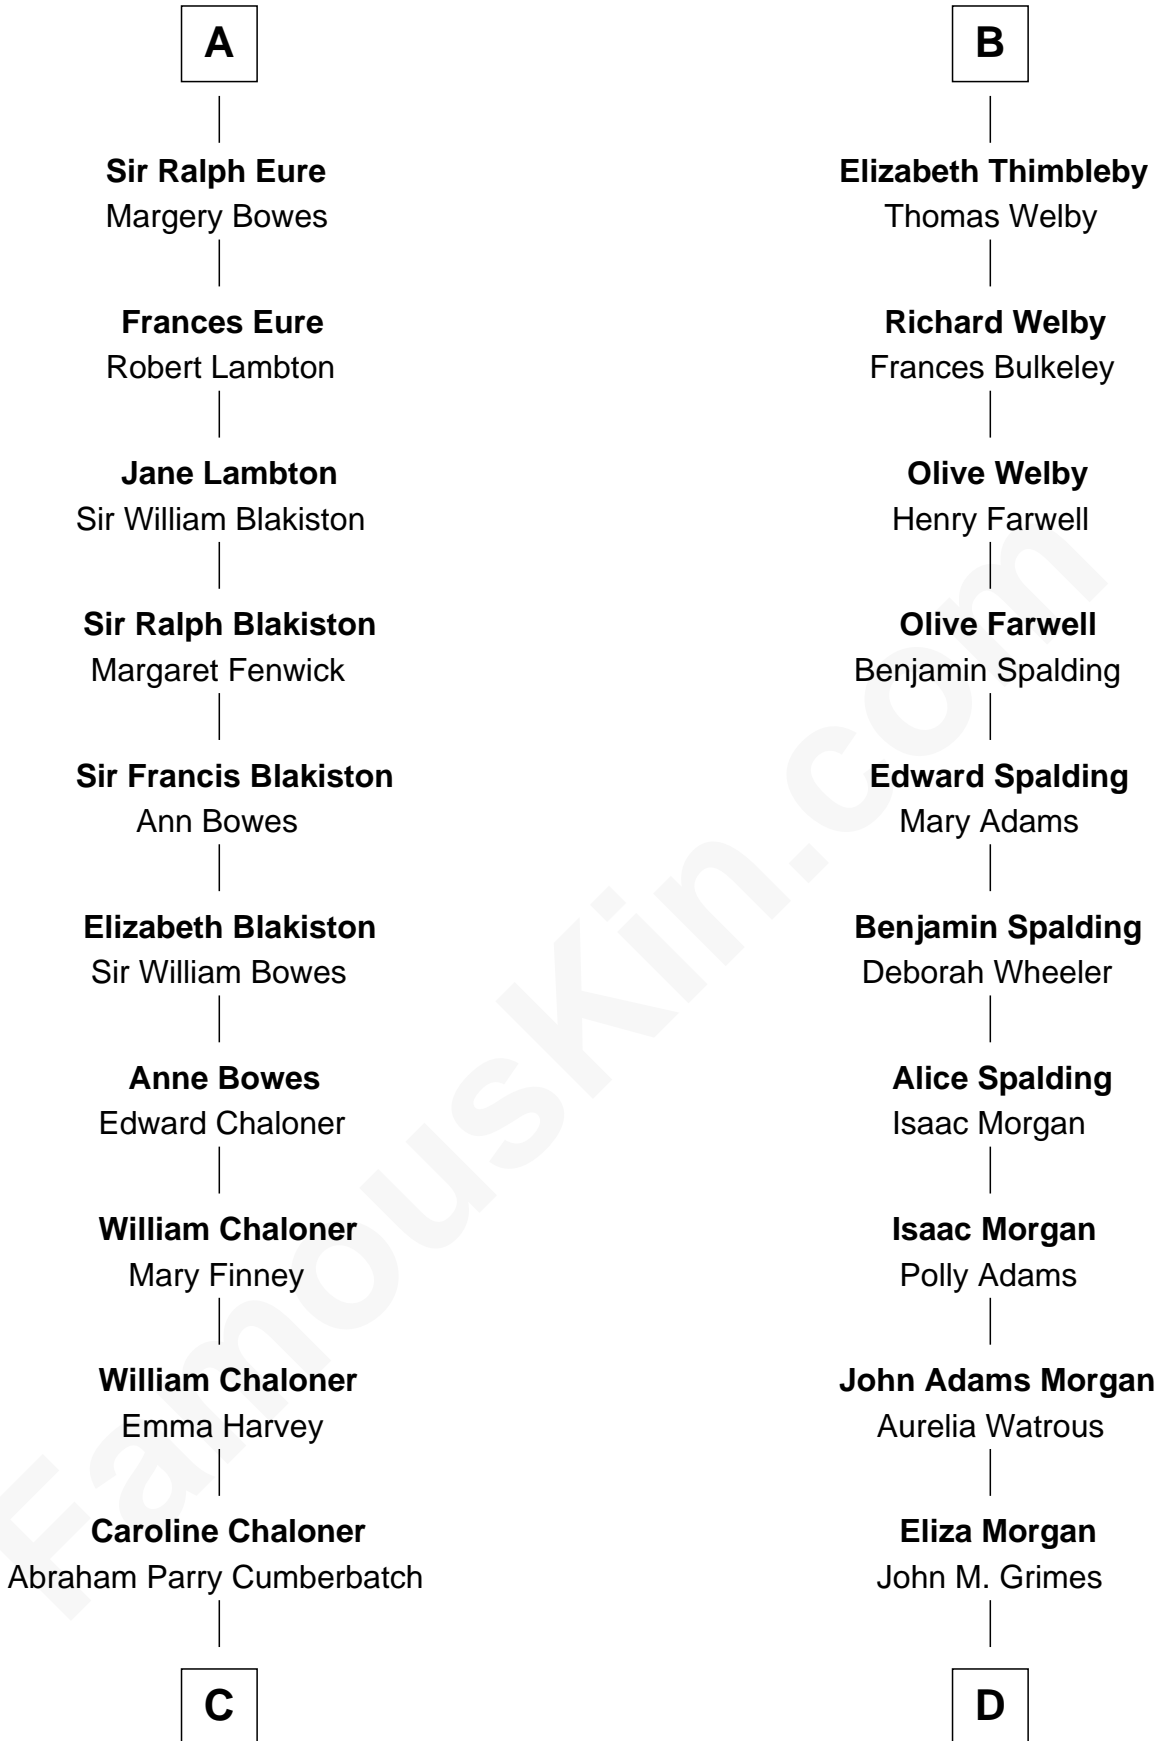 A
Sir Ralph Eure
Margery Bowes
Frances Eure
Robert Lambton
Jane Lambton
Sir William Blakiston
Sir Ralph Blakiston
Margaret Fenwick
Sir Francis Blakiston
Ann Bowes
Elizabeth Blakiston
Sir William Bowes
Anne Bowes
Edward Chaloner
William Chaloner
Mary Finney
William Chaloner
Emma Harvey
Caroline Chaloner
Abraham Parry Cumberbatch
C
B
Elizabeth Thimbleby
Thomas Welby
Richard Welby
Frances Bulkeley
Olive Welby
Henry Farwell
Olive Farwell
Benjamin Spalding
Edward Spalding
Mary Adams
Benjamin Spalding
Deborah Wheeler
Alice Spalding
Isaac Morgan
Isaac Morgan
Polly Adams
John Adams Morgan
Aurelia Watrous
Eliza Morgan
John M. Grimes
D
FamousKin.com